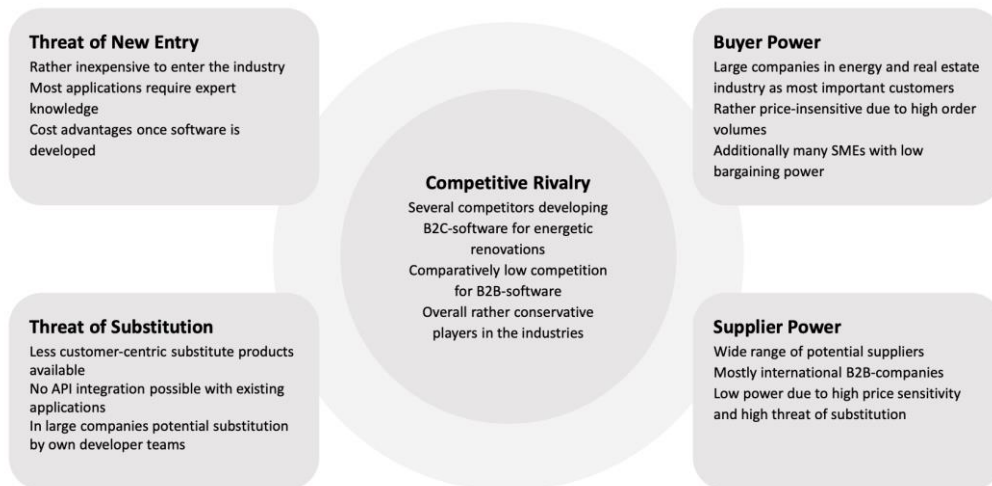 Threat of New Entry
Rather inexpensive to enter the industry
Most applications require expert
knowledge
Cost advantages once software is
developed
Buyer Power
Large companies in energy and real estate
industry as most important customers
Rather price-insensitive due to high order
volumes
Additionally many SMEs with low
bargaining power
Competitive Rivalry
Several competitors developing
B2C-software for energetic
renovations
Comparatively low competition
for B2B-software
Overall rather conservative
players in the industries
Threat of Substitution
Less customer-centric substitute products
available
No API integration possible with existing
applications
In large companies potential substitution
by own developer teams
Supplier Power
Wide range of potential suppliers
Mostly international B2B-companies
Low power due to high price sensitivity
and high threat of substitution